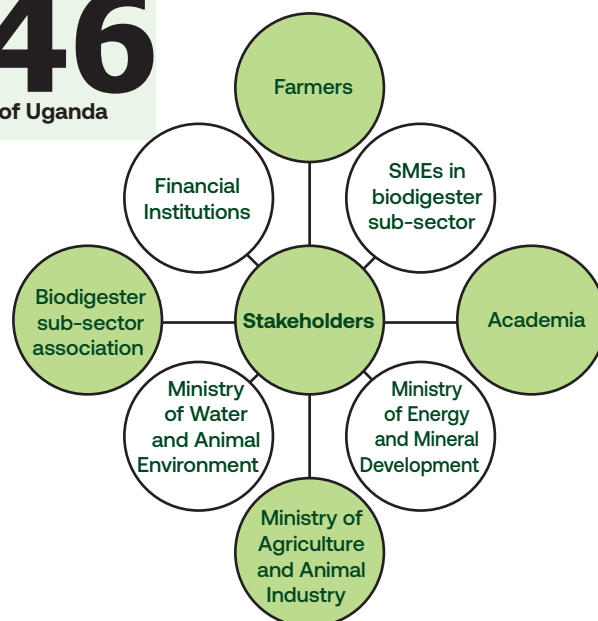 46
of Uganda
Farmers
Financial
Institutions
SMEs in
biodigester
sub-sector
Biodigester
sub-sector
association
Stakeholders
Academia
Ministry
of Water
and Animal
Environment
Ministry
of Energy
and Mineral
Development
Ministry of
Agriculture
and Animal
Industry